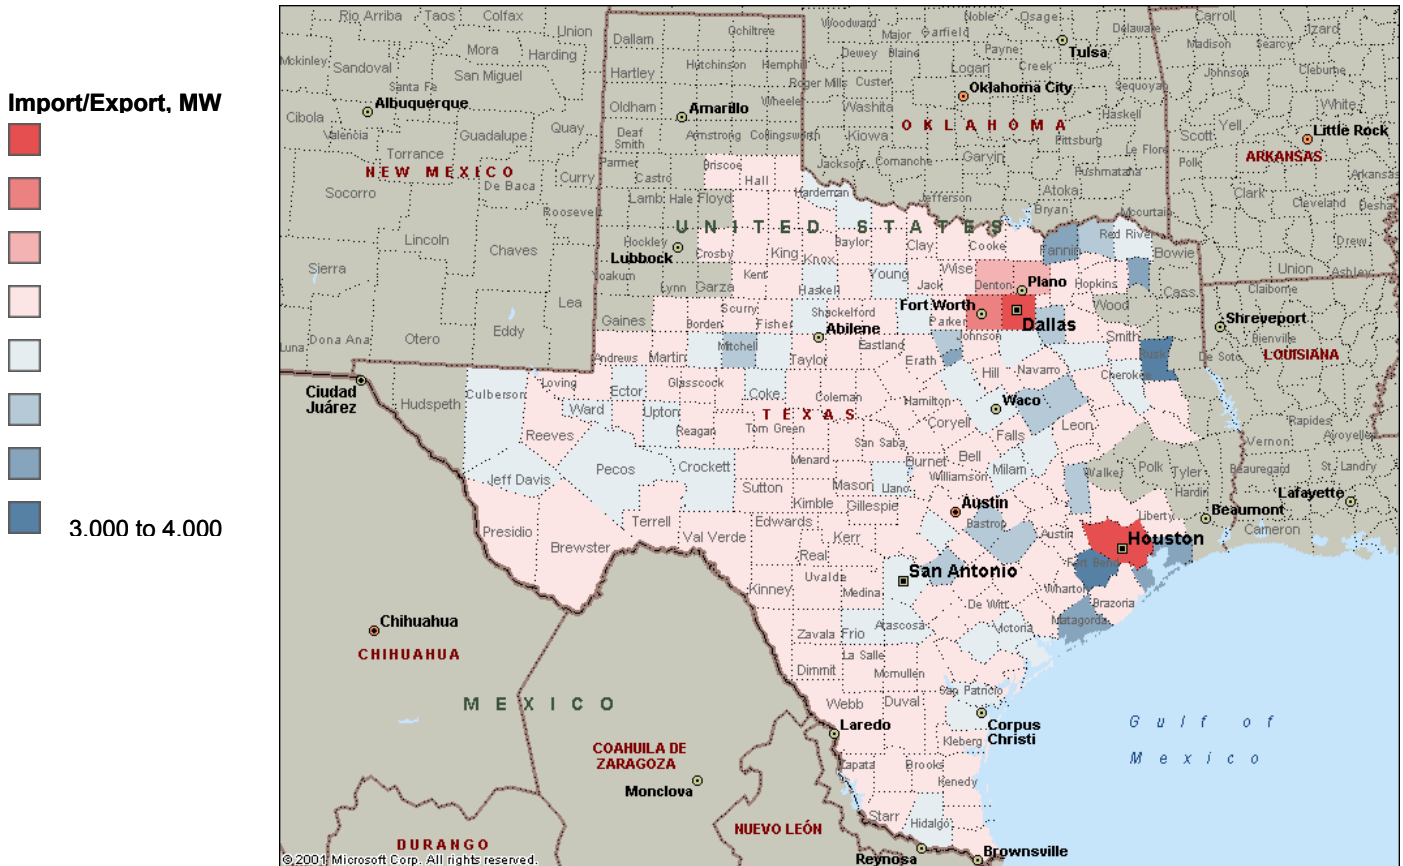 Import/Export, MW
3,000 to 4,000
Rio Arriba
Taos
Colfax
Union
Dallam
Ochiltree
Woodward
Noble
Osage
Delaware
Carroll
Izard
Mora
Harding
Major
Garfield
Tulsa
Madison
Searcy
Mckinley
Sandoval
San Miguel
Hartley
Hutchinson
Hemphill
Dewey
Blaine
Payne
Logan
Creek
Johnson
Cleburne
Santa Fe
Roger Mills
Custer
Oklahoma City
Sequoyah
Albuquerque
Oldham
Amarillo
Wheeler
Washita
Haskell
White
Cibola
Valencia
Guadalupe
Quay
Deaf
Smith
Armstrong
Collingsworth
Kiowa
OKLAHOMA
Pittsburg
Scott
Yell
Little Rock
Torrance
Parmer
Briscoe
Jackson
Comanche
Garvin
Le Flore
Polk
ARKANSAS
NEW MEXICO
Curry
Castro
Hall
Pushmatana
Arkansas
Socorro
De Baca
Lamb
Hale
Floyd
Hardeman
Jefferson
Atoka
Bryan
Mccurtain
Clark
Cleveland
Desha
Roosevelt
UNITED STATES
Lincoln
Chaves
Hockley
Lubbock
Crosby
King
Knox
Baylor
Clay
Cooke
Fannin
Red River
Bowie
Drew
Sierra
Yoakum
Lynn
Garza
Kent
Haskell
Young
Jack
Wise
Denton
Plano
Hopkins
Wood
Cass
Union
Ashley
Claiborne
Lea
Gaines
Borden
Scurry
Fisher
Shackelford
Abilene
Fort Worth
Parker
Dallas
Smith
Shreveport
Bienville
Luna
Dona Ana
Otero
Eddy
Andrews
Martin
Mitchell
Taylor
Eastland
Erath
Johnson
Rusk
De Soto
LOUISIANA
Ciudad
Juárez
Hudspeth
Culberson
Loving
Ector
Glasscock
Coke
Coleman
Hamilton
Hill
Navarro
Cherokee
Ward
Upton
TEXAS
Waco
Rapides
Reeves
Reagan
Tom Green
San Saba
Coryell
Falls
Leon
Vernon
Avoyelles
Jeff Davis
Pecos
Crockett
Menard
Burnet
Bell
Milam
Walker
Polk
Tyler
Beauregard
St. Landry
Sutton
Mason
Llano
Williamson
Hardin
Lafayette
Kimble
Gillespie
Austin
Beaumont
Presidio
Terrell
Edwards
Bastrop
Liberty
Cameron
Brewster
Val Verde
Kerr
Austin
Houston
Real
San Antonio
Fort Bend
Kinney
Uvalde
Medina
De Witt
Wharton
Brazoria
Chihuahua
CHIHUAHUA
Zavala
Frio
Atascosa
Victoria
Matagorda
La Salle
Dimmit
Mcmullen
MEXICO
Webb
Duval
San Patricio
Laredo
Corpus
Christi
Gulf of
Mexico
COAHUILA DE
ZARAGOZA
Kleberg
Zapata
Brooks
Kenedy
Monclova
Starr
Hidalgo
NUEVO LEÓN
DURANGO
Reynosa
Brownsville
© 2001 Microsoft Corp. All rights reserved.